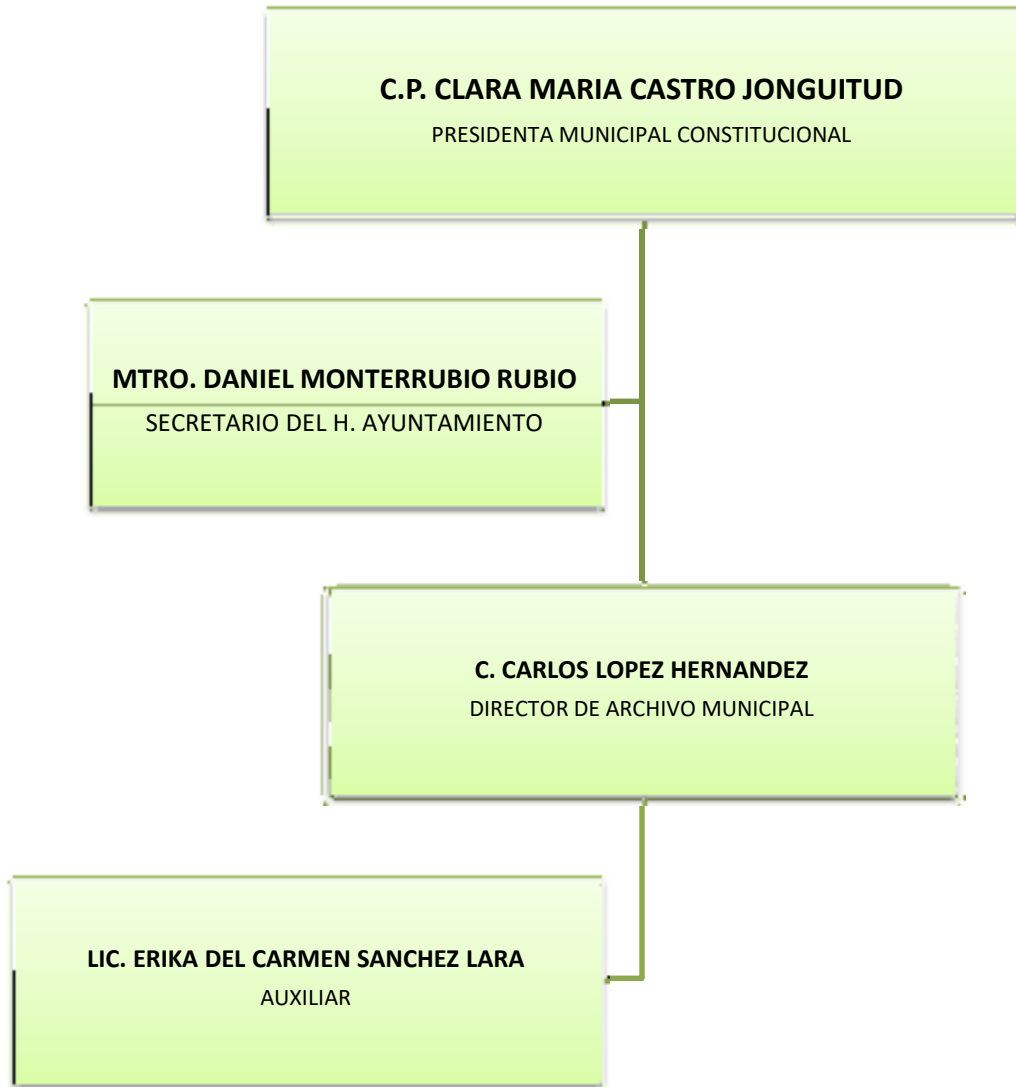 C.P. CLARA MARIA CASTRO JONGUITUD
PRESIDENTA MUNICIPAL CONSTITUCIONAL
MTRO. DANIEL MONTERRUBIO RUBIO
SECRETARIO DEL H. AYUNTAMIENTO
C. CARLOS LOPEZ HERNANDEZ
DIRECTOR DE ARCHIVO MUNICIPAL
LIC. ERIKA DEL CARMEN SANCHEZ LARA
AUXILIAR